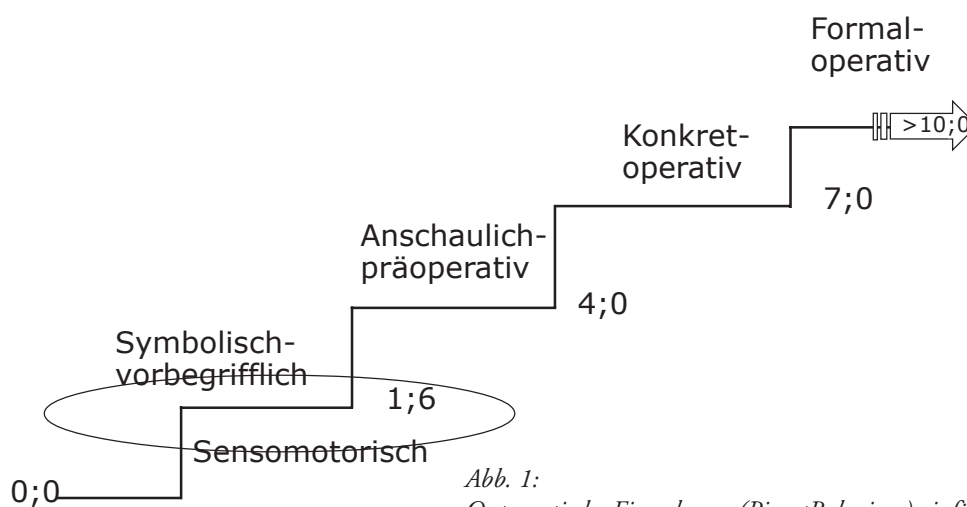 Formal-
operativ
>10;0
Konkret-
operativ
7;0
Anschaulich-
präoperativ
4;0
Symbolisch-
vorbegrifflich
1;6
Sensomotorisch
0;0
Abb. 1: